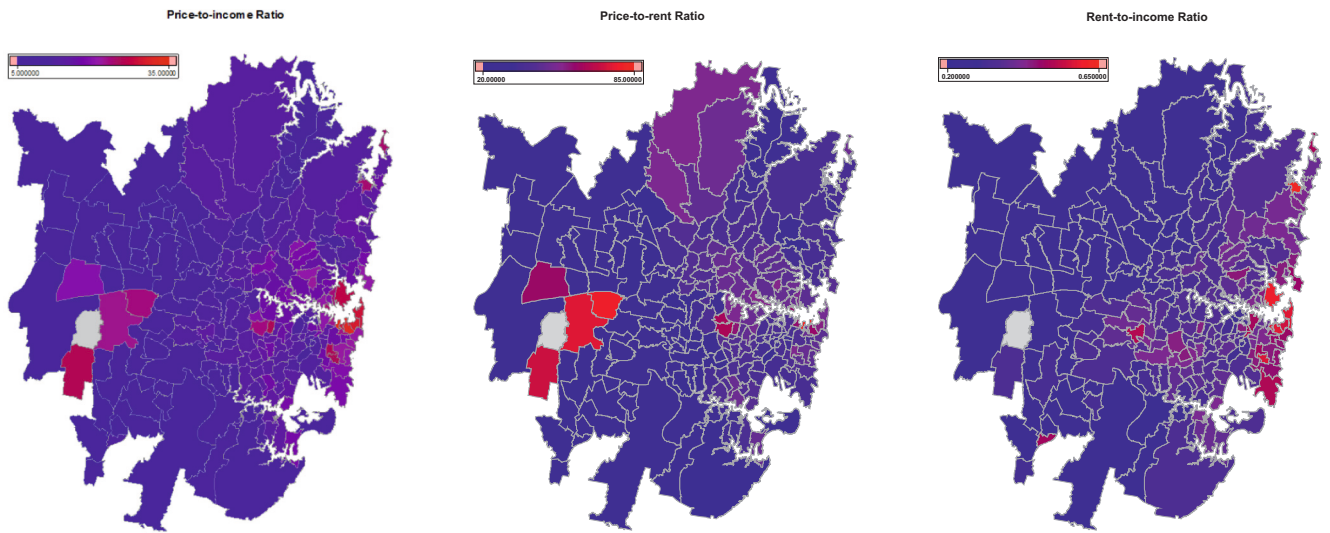 Price-to-income Ratio
5.000000 35.00000
Price-to-rent Ratio
20.00000 85.00000
Rent-to-income Ratio
0.200000 0.650000